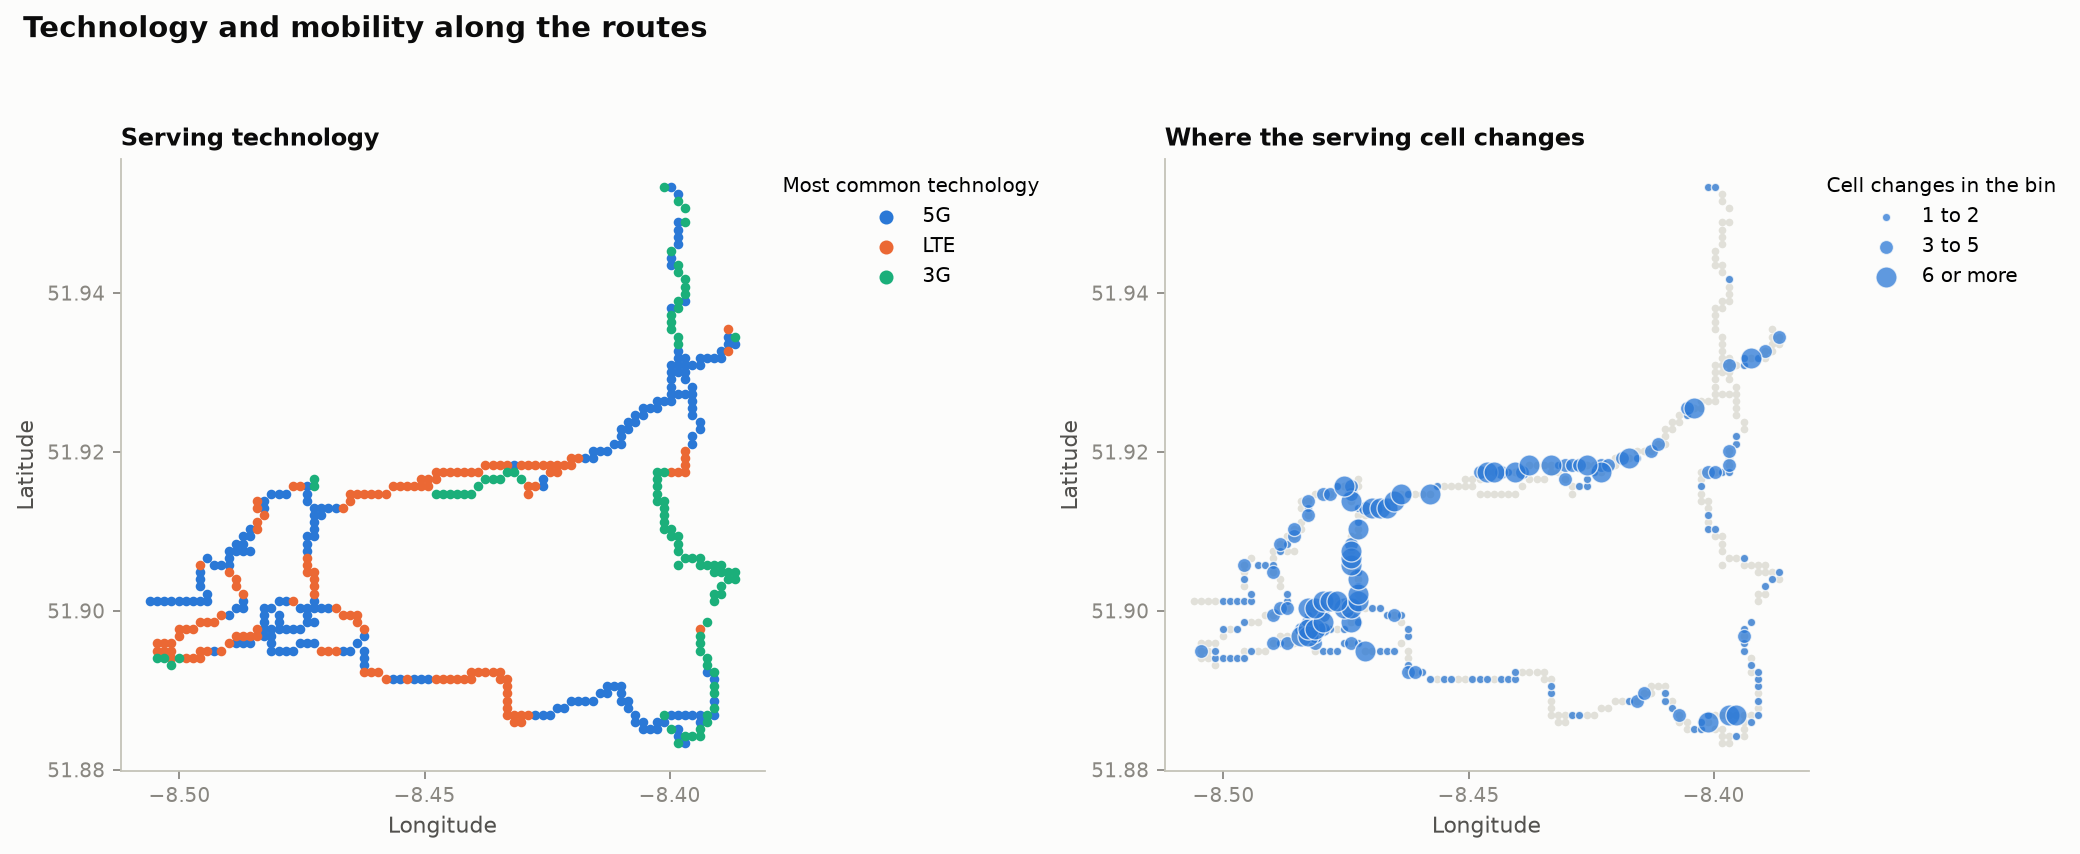 Technology and mobility along the routes
Serving technology
Where the serving cell changes
Most common technology
5G
LTE
3G
Cell changes in the bin
1 to 2
3 to 5
6 or more
51.94
51.92
51.90
51.88
−8.50
−8.45
−8.40
Longitude
Latitude
51.94
51.92
51.90
51.88
−8.50
−8.45
−8.40
Longitude
Latitude